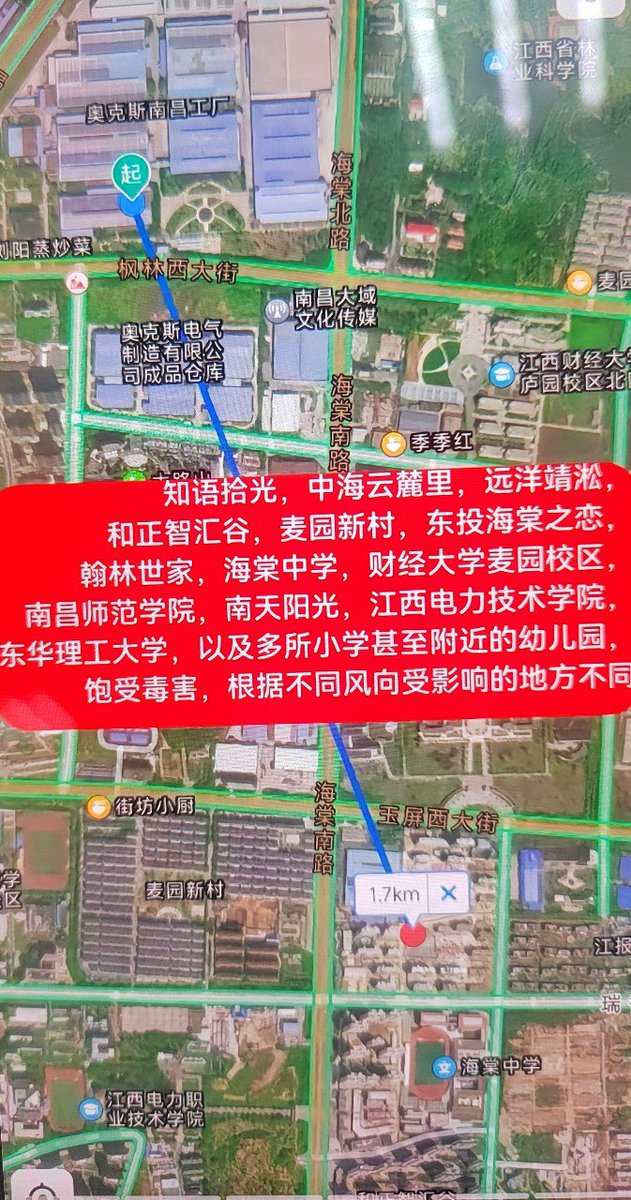 江西省林
业科学院
奥克斯南昌工厂
起
海棠北路
浏阳蒸炒菜
枫林西大街
麦园
南昌大域
文化传媒
奥克斯电气
制造有限公
司成品仓库
江西财经大学
庐园校区北
海棠南路
季季红
知语拾光，中海云麓里，远洋靖淞，
和正智汇谷，麦园新村，东投海棠之恋，
翰林世家，海棠中学，财经大学麦园校区，
南昌师范学院，南天阳光，江西电力技术学院，
东华理工大学，以及多所小学甚至附近的幼儿园，
饱受毒害，根据不同风向受影响的地方不同
街坊小厨
海棠南路
玉屏西大街
学
区
麦园新村
1.7km
江报
瑞
海棠中学
江西电力职
业技术学院